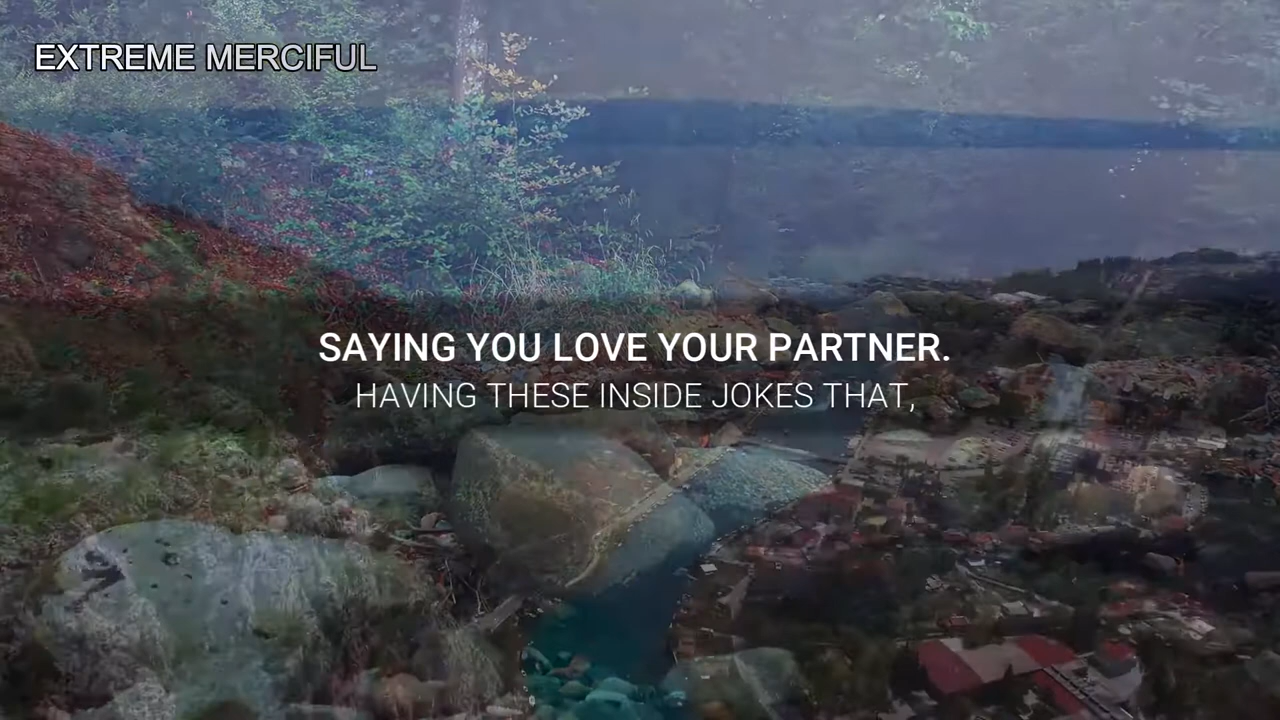 EXTREME MERCIFUL
SAYING YOU LOVE YOUR PARTNER.
HAVING THESE INSIDE JOKES THAT,